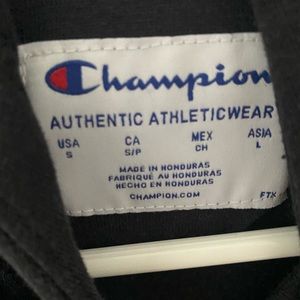 Champion
AUTHENTIC ATHLETICWEAR
USA CA MEX ASIA
S S/P CH L
MADE IN HONDURAS
FABRIQUÉ AU HONDURAS
HECHO EN HONDURAS
CHAMPION.COM